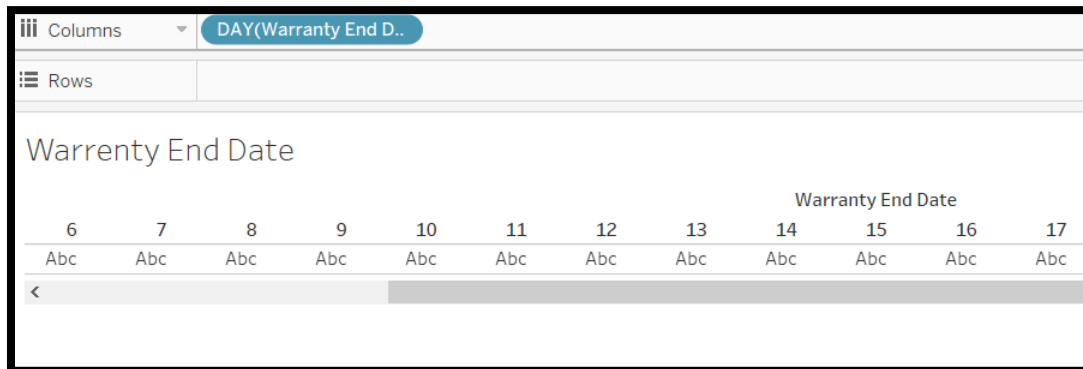 Columns DAY(Warranty End D..
Rows
Warrenty End Date
Warranty End Date
6 7 8 9 10 11 12 13 14 15 16 17
Abc Abc Abc Abc Abc Abc Abc Abc Abc Abc Abc Abc